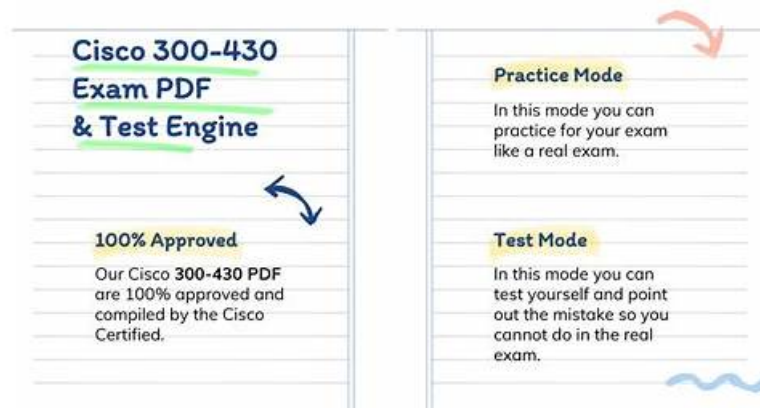 Cisco 300-430
Exam PDF
& Test Engine
100% Approved
Our Cisco 300-430 PDF
are 100% approved and
compiled by the Cisco
Certified.
Practice Mode
In this mode you can
practice for your exam
like a real exam.
Test Mode
In this mode you can
test yourself and point
out the mistake so you
cannot do in the real
exam.